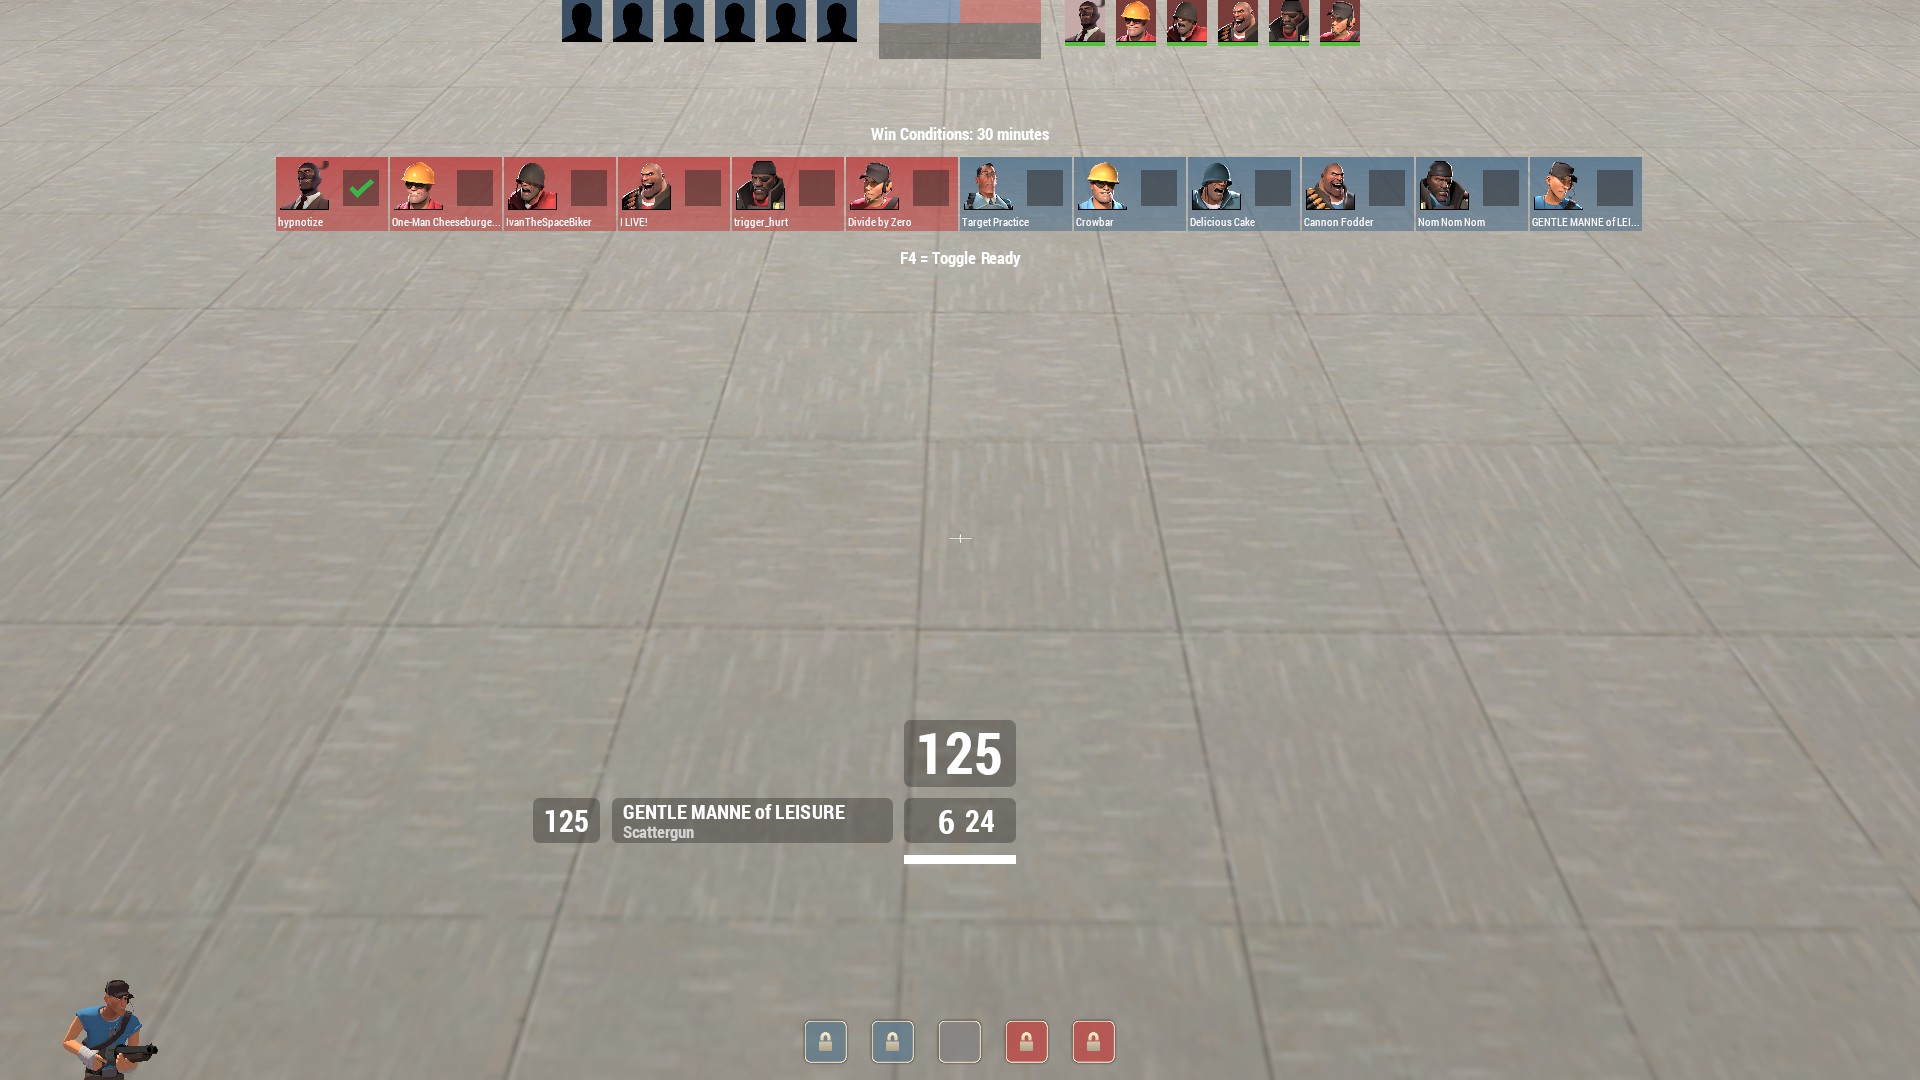 Win Conditions: 30 minutes
hypnotize One-Man Cheeseburge... IvanTheSpaceBiker I LIVE! trigger_hurt Divide by Zero Target Practice Crowbar Delicious Cake Cannon Fodder Nom Nom Nom GENTLE MANNE of LEI...
F4 = Toggle Ready
125
125 GENTLE MANNE of LEISURE 6 24
Scattergun